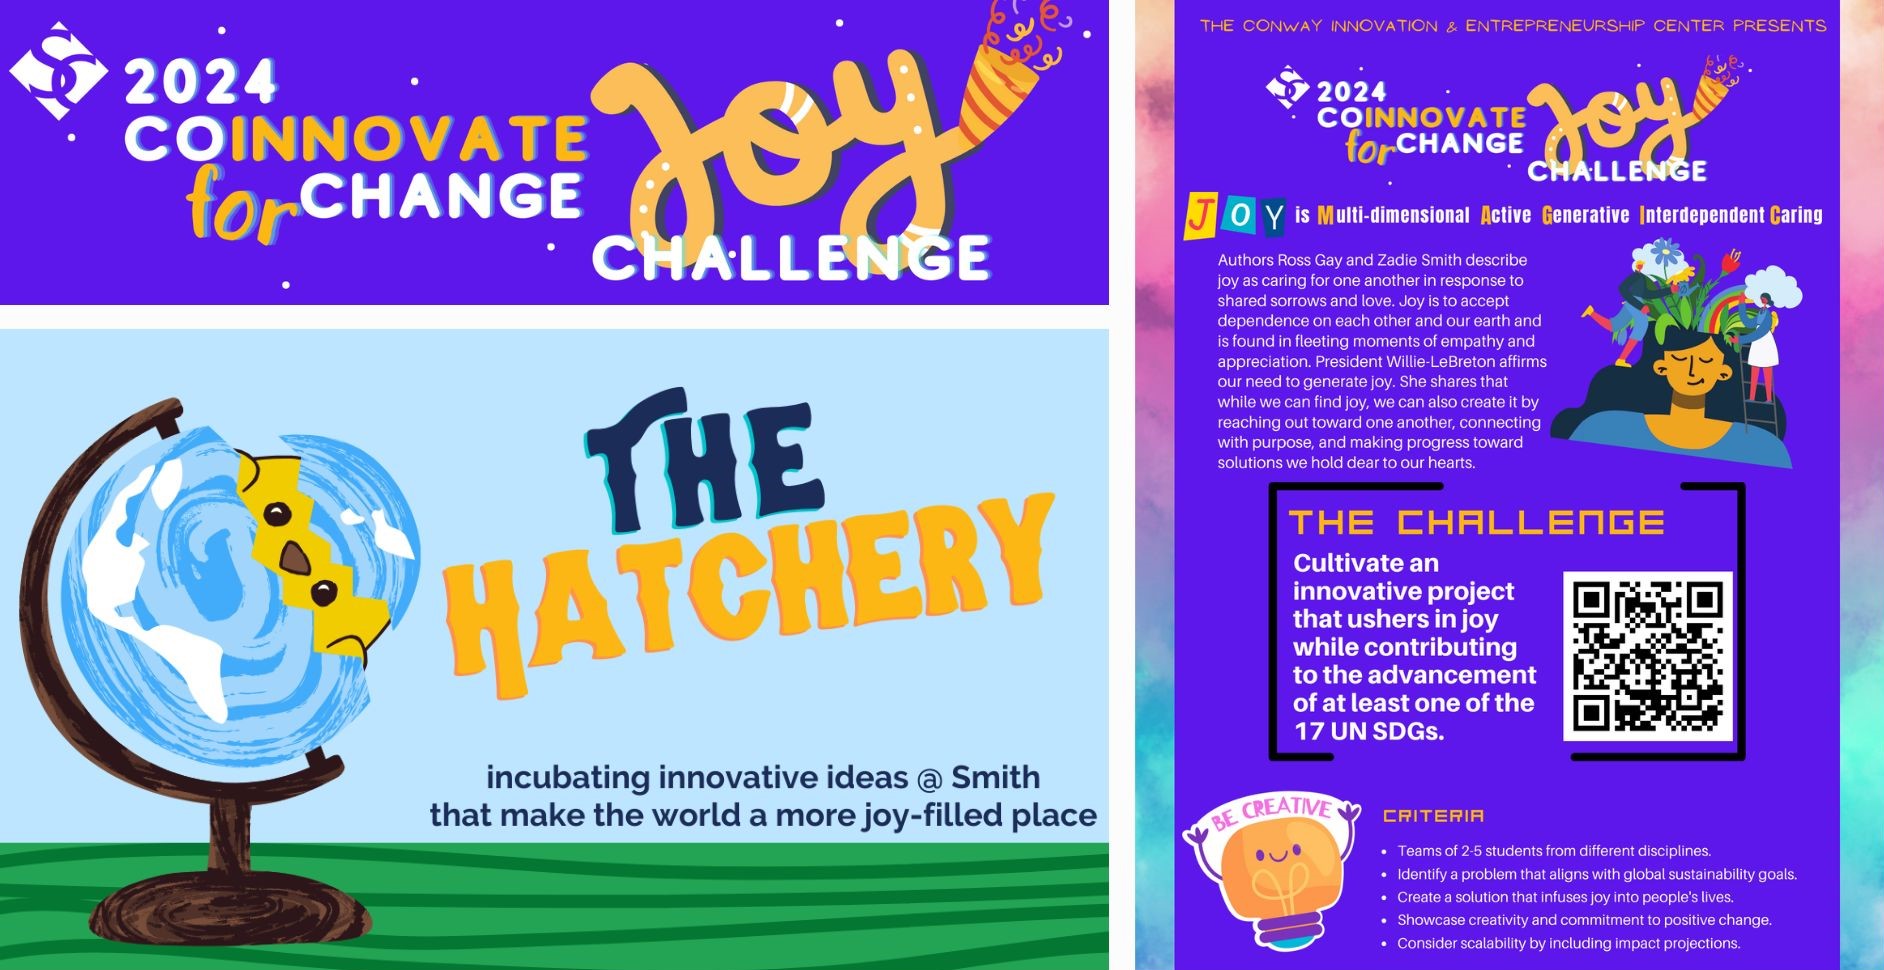 2024
COINNOVATE
for CHANGE
Joy
CHALLENGE
THE
HATCHERY
incubating innovative ideas @ Smith
that make the world a more joy-filled place
THE CONWAY INNOVATION & ENTREPRENEURSHIP CENTER PRESENTS
2024
COINNOVATE
for CHANGE
Joy
CHALLENGE
JOY is Multi-dimensional Active Generative Interdependent Caring
Authors Ross Gay and Zadie Smith describe
joy as caring for one another in response to
shared sorrows and love. Joy is to accept
dependence on each other and our earth and
is found in fleeting moments of empathy and
appreciation. President Willie-LeBreton affirms
our need to generate joy. She shares that
while we can find joy, we can also create it by
reaching out toward one another, connecting
with purpose, and making progress toward
solutions we hold dear to our hearts.
THE CHALLENGE
Cultivate an
innovative project
that ushers in joy
while contributing
to the advancement
of at least one of the
17 UN SDGs.
BE CREATIVE
CRITERIA
• Teams of 2-5 students from different disciplines.
• Identify a problem that aligns with global sustainability goals.
• Create a solution that infuses joy into people's lives.
• Showcase creativity and commitment to positive change.
• Consider scalability by including impact projections.